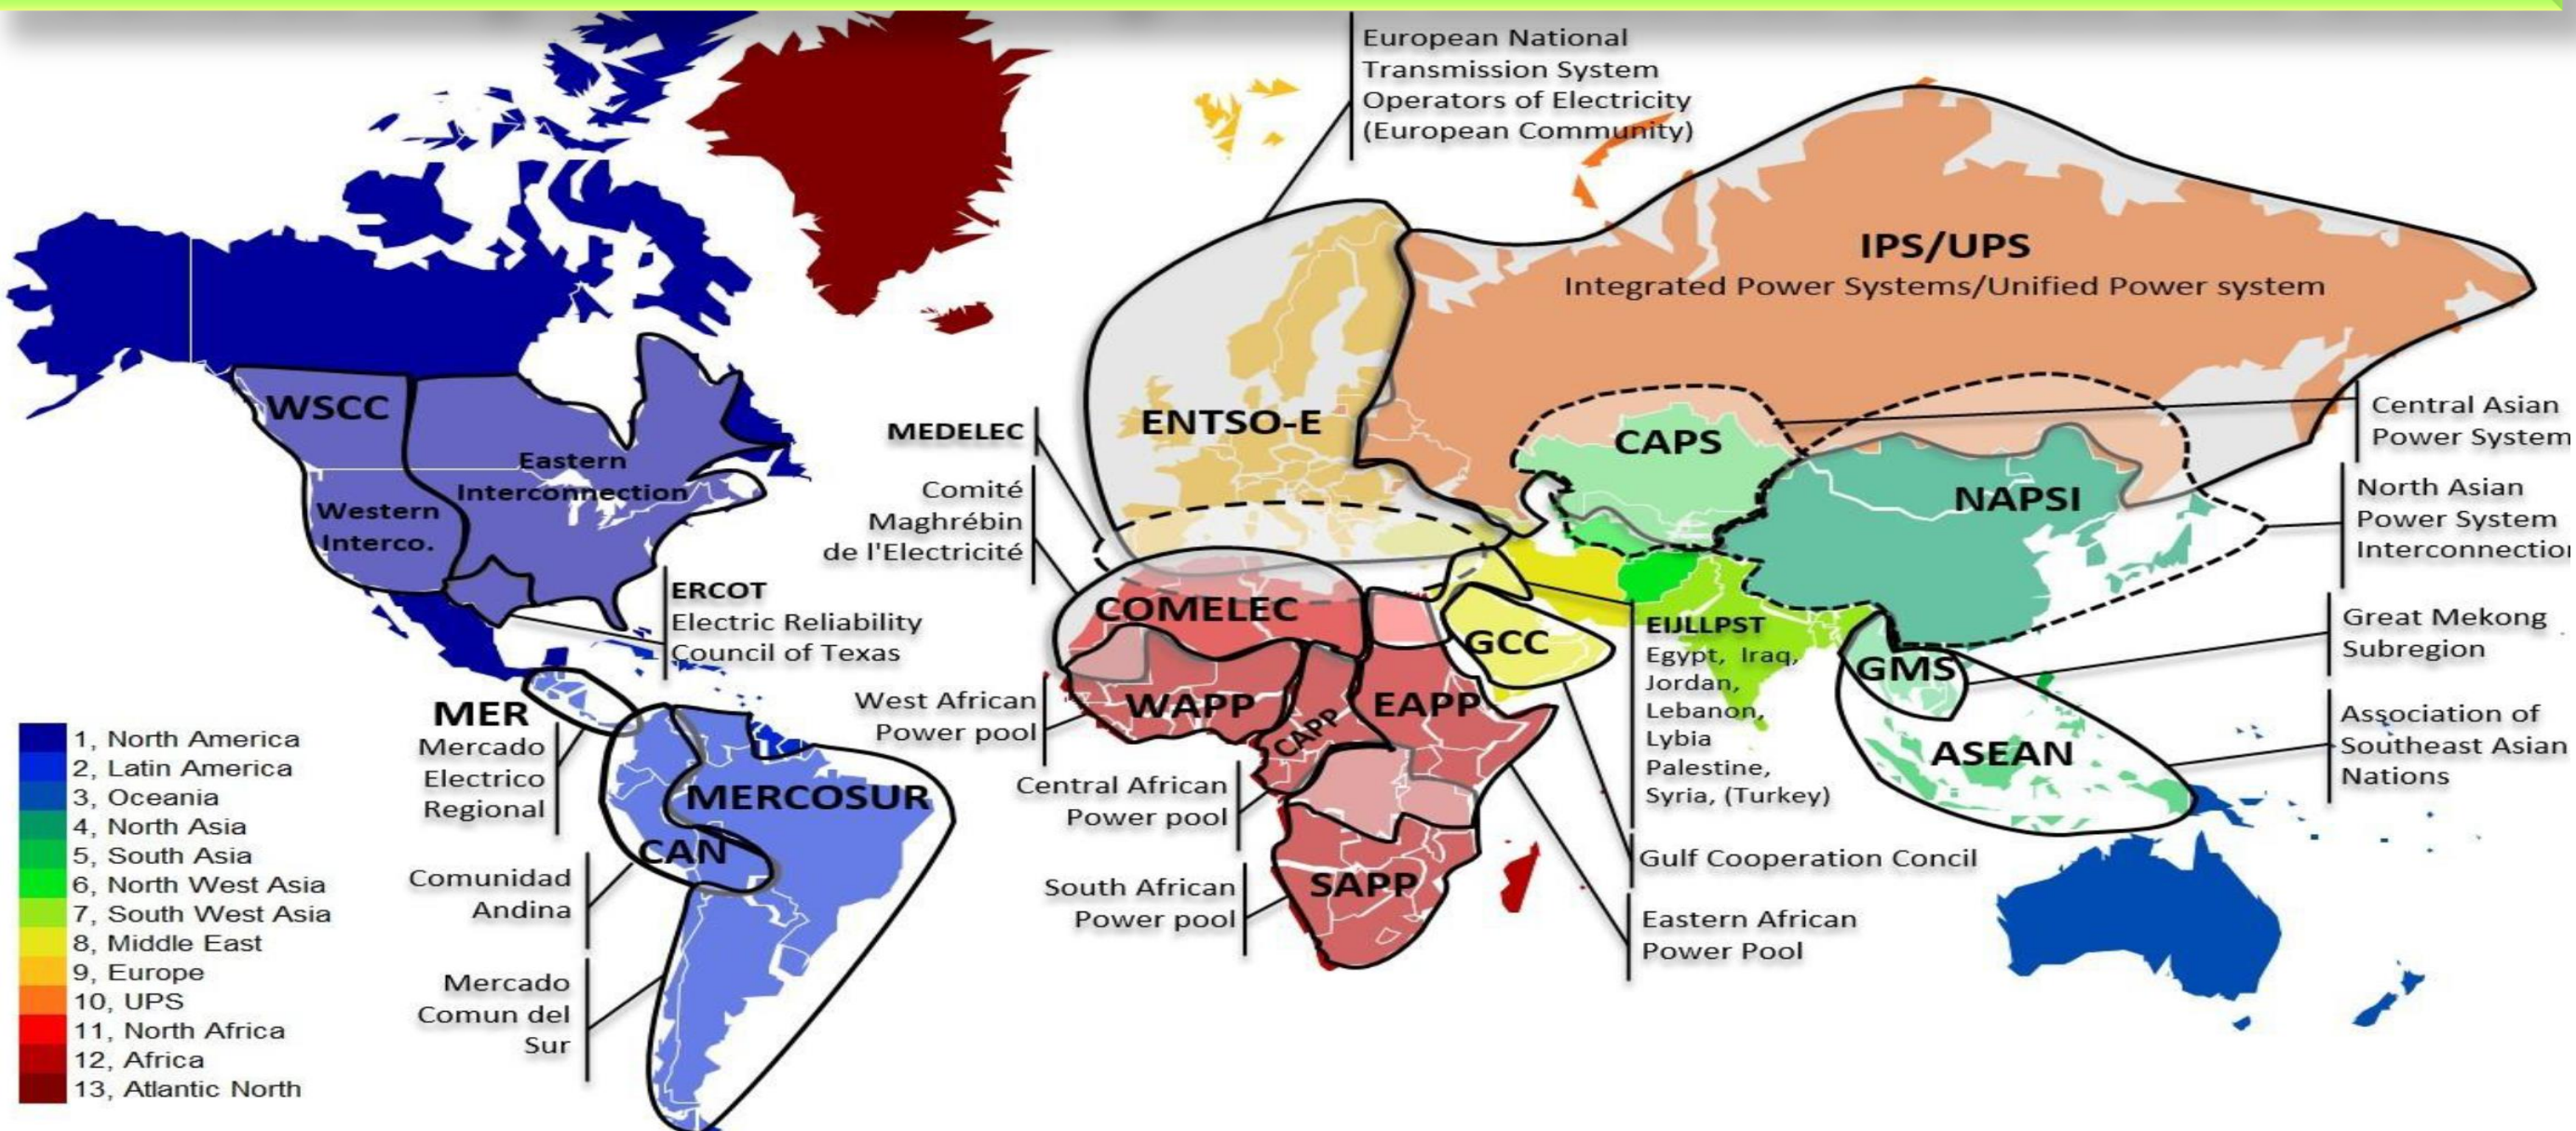 European National
Transmission System
Operators of Electricity
(European Community)
IPS/UPS
Integrated Power Systems/Unified Power system
WSCC
Eastern
Interconnection
Western
Interco.
ERCOT
Electric Reliability
Council of Texas
MEDELEC
Comité
Maghrébin
de l'Electricité
ENTSO-E
CAPS
NAPSI
Central Asian
Power System
North Asian
Power System
Interconnection
COMELEC
GCC
EIJLLPST
Egypt, Iraq,
Jordan,
Lebanon,
Lybia
Palestine,
Syria, (Turkey)
GMS
Great Mekong
Subregion
ASEAN
Association of
Southeast Asian
Nations
MER
Mercado
Electrico
Regional
West African
Power pool
WAPP
CAPP
EAPP
Central African
Power pool
MERCOSUR
CAN
Comunidad
Andina
Mercado
Comun del
Sur
South African
Power pool
SAPP
Gulf Cooperation Concil
Eastern African
Power Pool
1, North America
2, Latin America
3, Oceania
4, North Asia
5, South Asia
6, North West Asia
7, South West Asia
8, Middle East
9, Europe
10, UPS
11, North Africa
12, Africa
13, Atlantic North